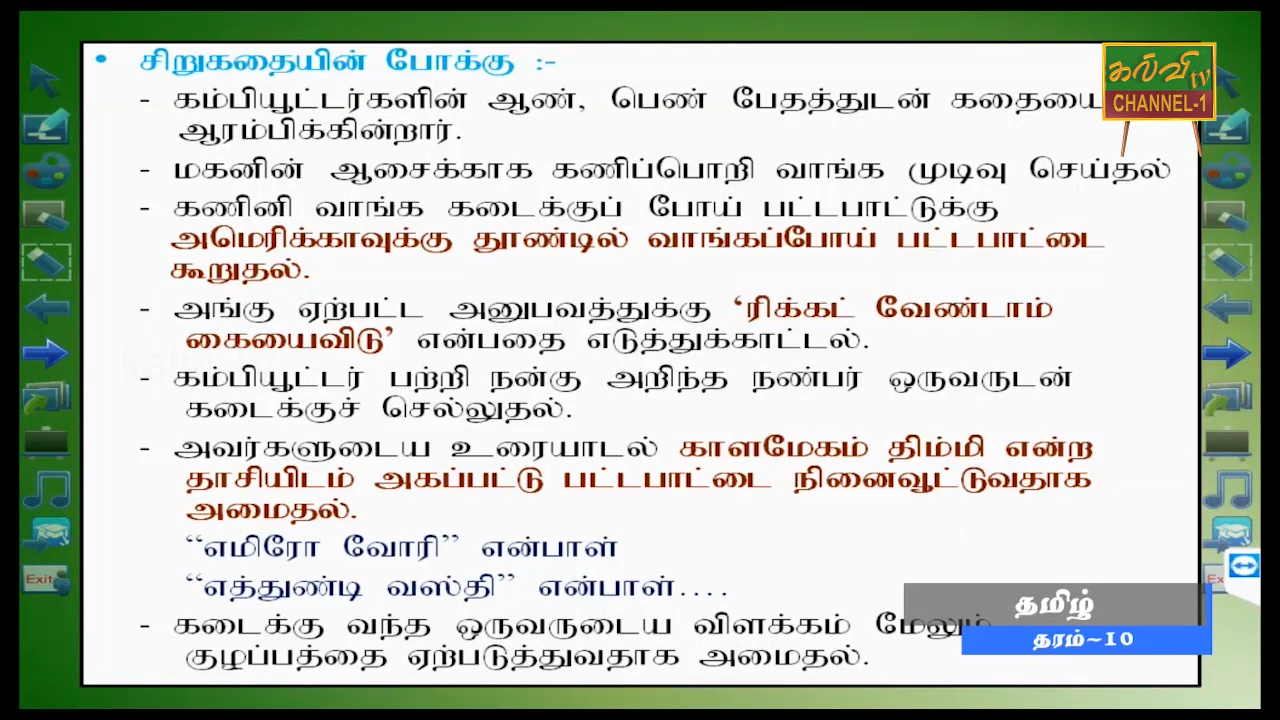 • சிறுகதையின் போக்கு :-
- கம்பியூட்டர்களின் ஆண், பெண் பேதத்துடன் கதையை
ஆரம்பிக்கின்றார்.
- மகனின் ஆசைக்காக கணிப்பொறி வாங்க முடிவு செய்தல்
- கணினி வாங்க கடைக்குப் போய் பட்டபாட்டுக்கு
அமெரிக்காவுக்கு தூண்டில் வாங்கப்போய் பட்டபாட்டை
கூறுதல்.
- அங்கு ஏற்பட்ட அனுபவத்துக்கு ‘ரிக்கட் வேண்டாம்
கையைவிடு’ என்பதை எடுத்துக்காட்டல்.
- கம்பியூட்டர் பற்றி நன்கு அறிந்த நண்பர் ஒருவருடன்
கடைக்குச் செல்லுதல்.
- அவர்களுடைய உரையாடல் காளமேகம் திம்மி என்ற
தாசியிடம் அகப்பட்டு பட்டபாட்டை நினைவூட்டுவதாக
அமைதல்.
“எமிரோ வோரி” என்பாள்
“எத்துண்டி வஸ்தி” என்பாள்....
- கடைக்கு வந்த ஒருவருடைய விளக்கம் மேலும்
குழப்பத்தை ஏற்படுத்துவதாக அமைதல்.
கல்வி tv
CHANNEL-1
தமிழ்
தரம்-10
Exit